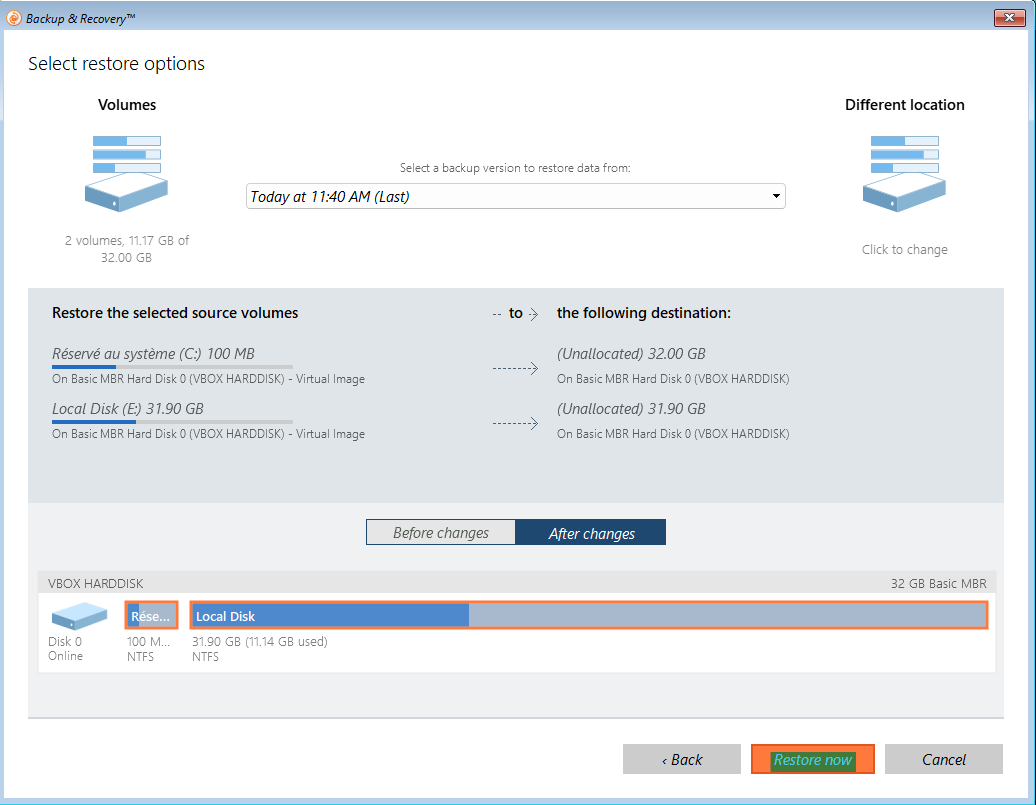 Backup & Recovery™
Select restore options
Volumes
Different location
Select a backup version to restore data from:
Today at 11:40 AM (Last)
2 volumes, 11.17 GB of
32.00 GB
Click to change
Restore the selected source volumes
-- to
the following destination:
Réservé au système (C:) 100 MB
(Unallocated) 32.00 GB
On Basic MBR Hard Disk 0 (VBOX HARDDISK) - Virtual Image
On Basic MBR Hard Disk 0 (VBOX HARDDISK)
Local Disk (E:) 31.90 GB
(Unallocated) 31.90 GB
On Basic MBR Hard Disk 0 (VBOX HARDDISK) - Virtual Image
On Basic MBR Hard Disk 0 (VBOX HARDDISK)
Before changes
After changes
VBOX HARDDISK
32 GB Basic MBR
Rése...
Local Disk
Disk 0
Online
100 M...
NTFS
31.90 GB (11.14 GB used)
NTFS
‹ Back
Restore now
Cancel